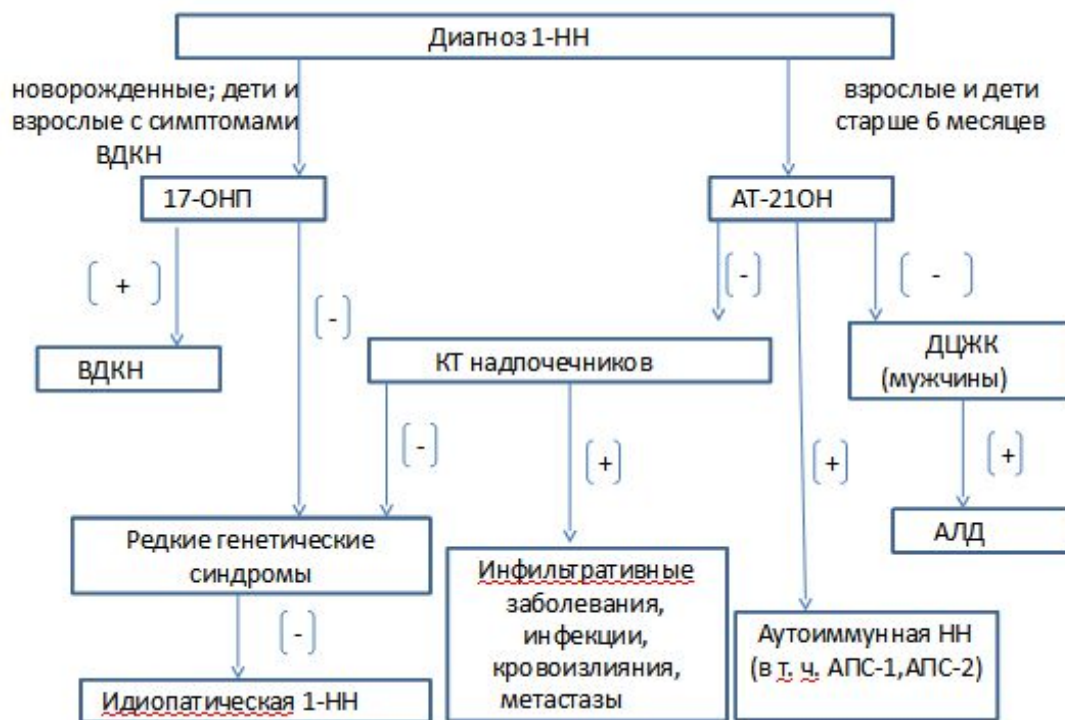 Диагноз 1-НН
новорожденные; дети и
взрослые с симптомами
ВДКН
взрослые и дети
старше 6 месяцев
17-ОНП
АТ-21ОН
( + )
(-)
(-)
( - )
ВДКН
КТ надпочечников
ДЦЖК
(мужчины)
(-)
(+)
(+)
(+)
Редкие генетические
синдромы
АЛД
Инфильтративные
заболевания,
инфекции,
кровоизлияния,
метастазы
Аутоиммунная НН
(в т. ч. АПС-1,АПС-2)
(-)
Идиопатическая 1-НН